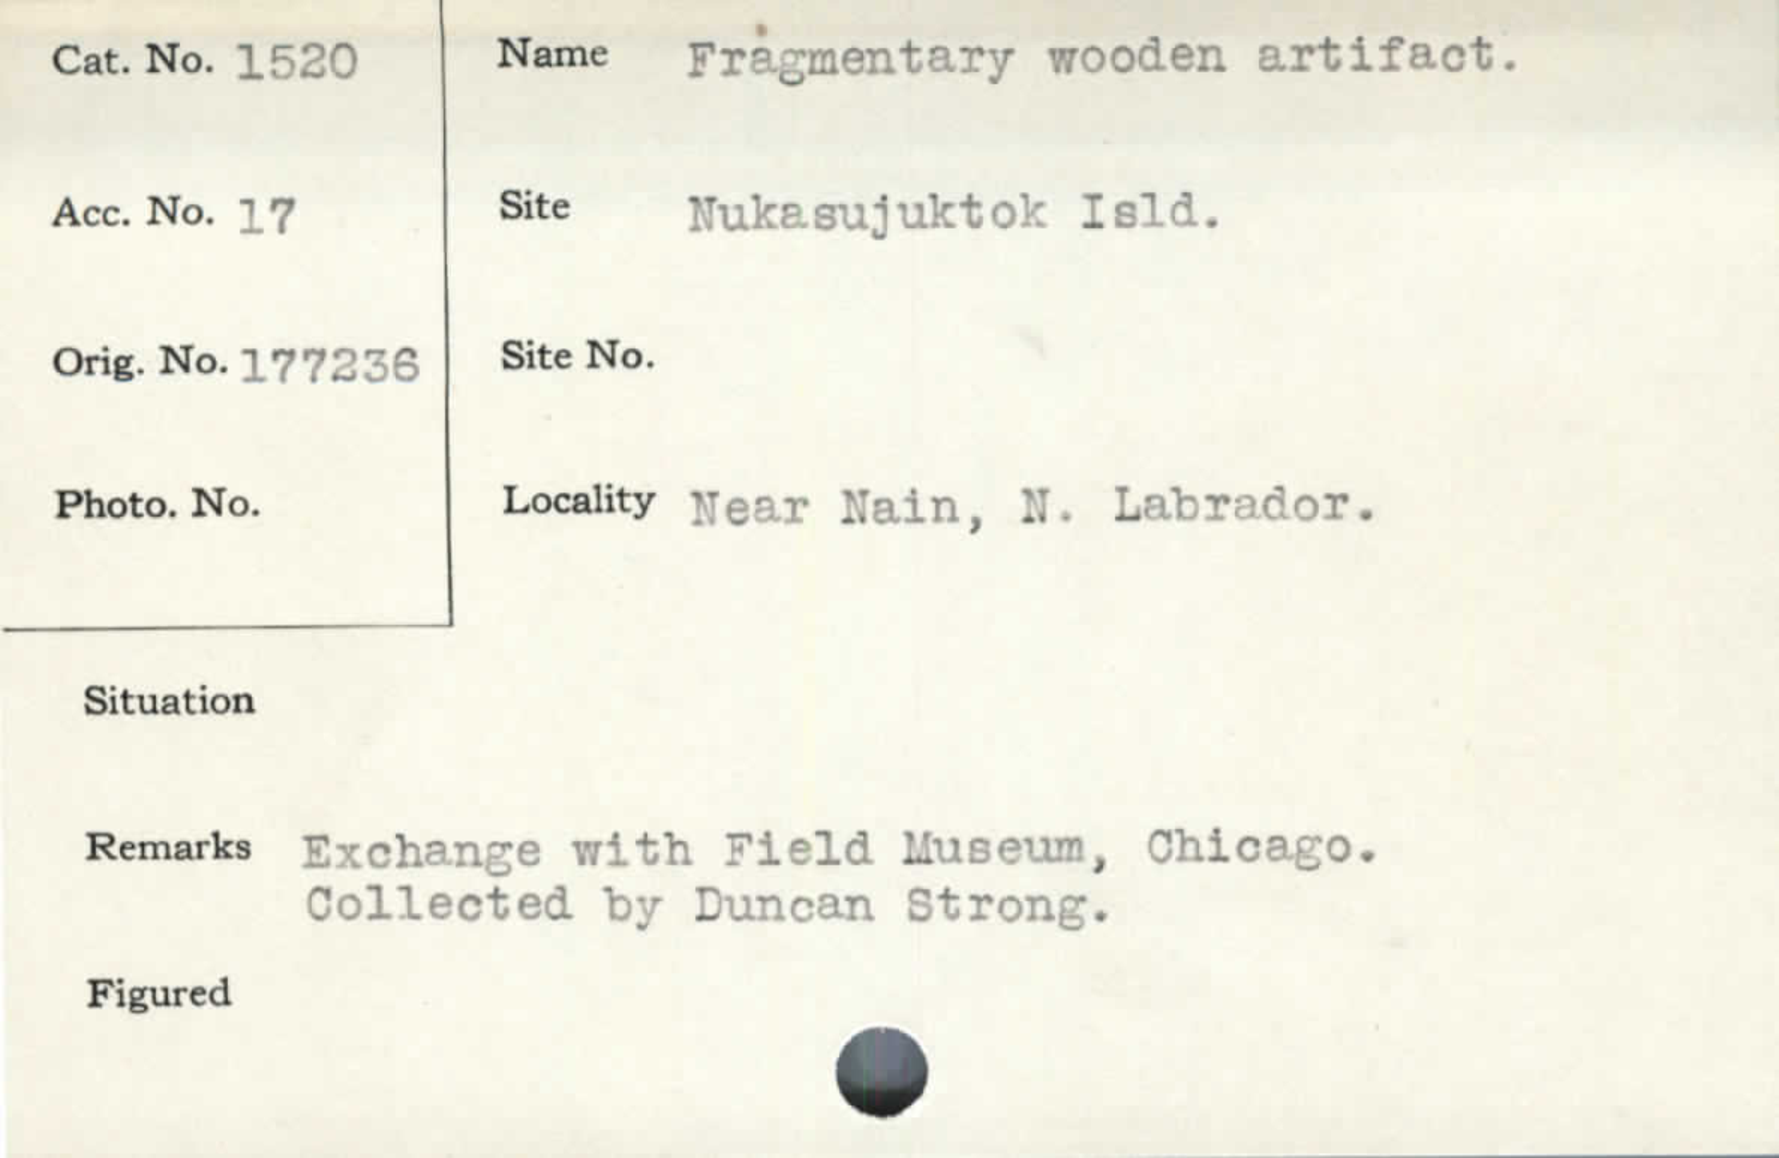 Cat. No. 1520
Acc. No. 17
Orig. No. 177236
Photo. No.
Name Fragmentary wooden artifact.
Site Nukasujuktok Isld.
Site No.
Locality Near Nain, N. Labrador.
Situation
Remarks Exchange with Field Museum, Chicago.
Collected by Duncan Strong.
Figured